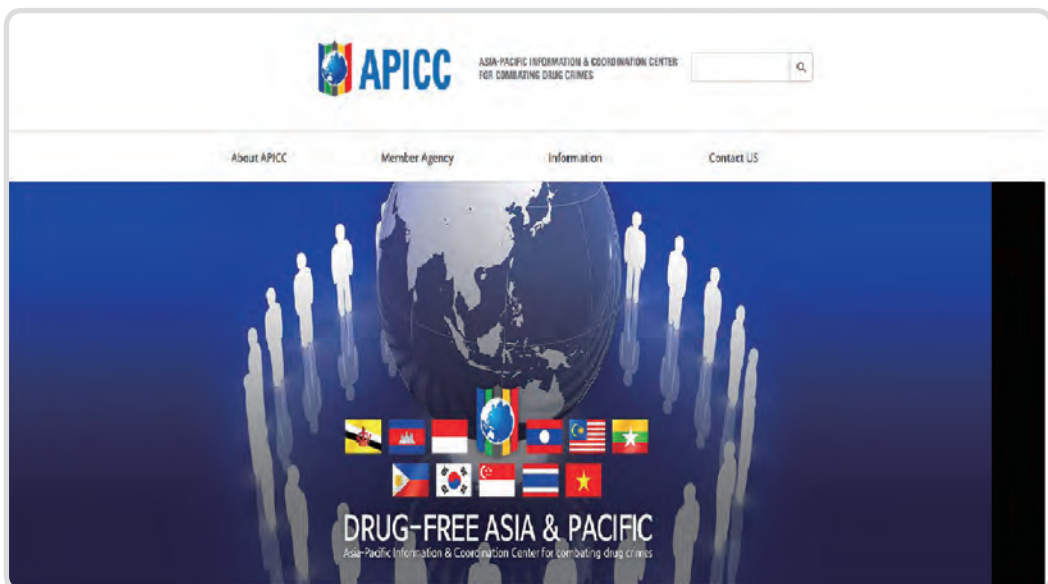 APICC
ASIA-PACIFIC INFORMATION & COORDINATION CENTER
FOR COMBATING DRUG CRIMES
About APICC
Member Agency
Information
Contact US
DRUG-FREE ASIA & PACIFIC
Asia-Pacific Information & Coordination Center for combating drug crimes